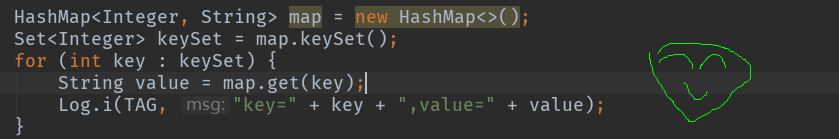 HashMap<Integer, String> map = new HashMap<>();
Set<Integer> keySet = map.keySet();
for (int key : keySet) {
String value = map.get(key);
Log.i(TAG, msg: "key=" + key + ",value=" + value);
}